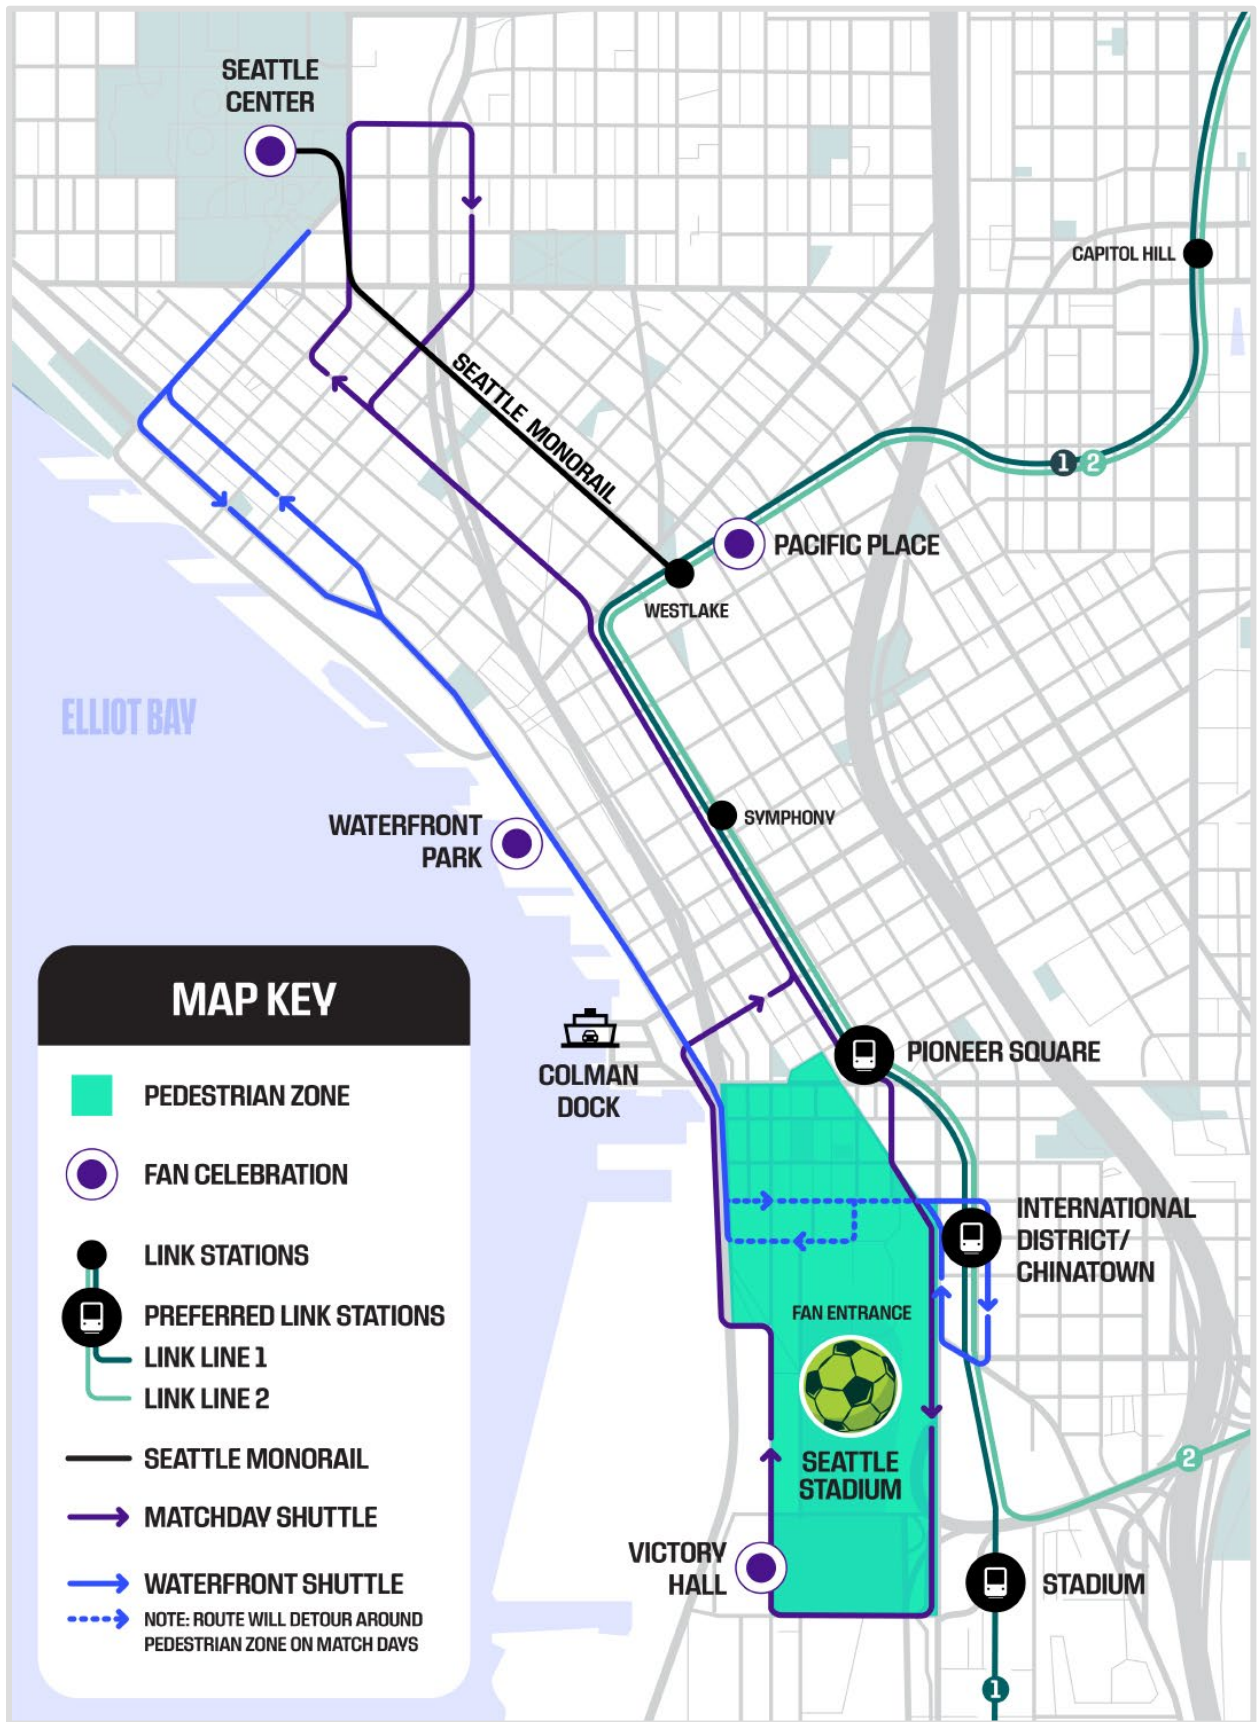 SEATTLE
CENTER
CAPITOL HILL
SEATTLE MONORAIL
1
2
PACIFIC PLACE
WESTLAKE
ELLIOT BAY
SYMPHONY
WATERFRONT
PARK
MAP KEY
PEDESTRIAN ZONE
FAN CELEBRATION
LINK STATIONS
PREFERRED LINK STATIONS
LINK LINE 1
LINK LINE 2
SEATTLE MONORAIL
MATCHDAY SHUTTLE
WATERFRONT SHUTTLE
NOTE: ROUTE WILL DETOUR AROUND
PEDESTRIAN ZONE ON MATCH DAYS
COLMAN
DOCK
PIONEER SQUARE
INTERNATIONAL
DISTRICT/
CHINATOWN
FAN ENTRANCE
SEATTLE
STADIUM
2
VICTORY
HALL
STADIUM
1